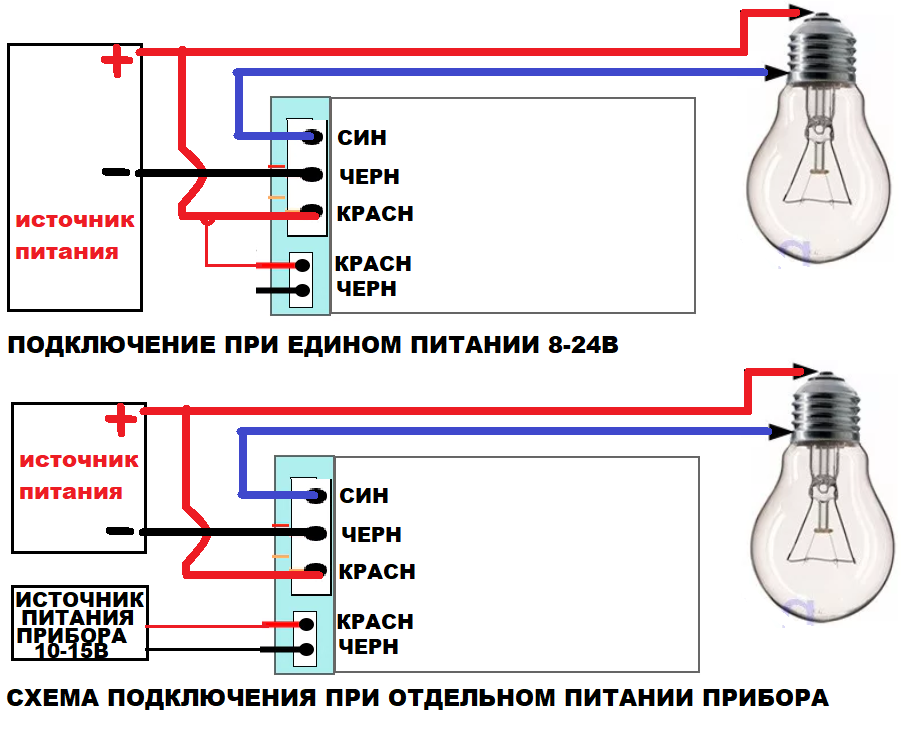 +
СИН
ЧЕРН
КРАСН
КРАСН
ЧЕРН
-
источник
питания
ПОДКЛЮЧЕНИЕ ПРИ ЕДИНОМ ПИТАНИИ 8-24В
+
источник
питания
-
СИН
ЧЕРН
КРАСН
КРАСН
ЧЕРН
ИСТОЧНИК
ПИТАНИЯ
ПРИБОРА
10-15В
СХЕМА ПОДКЛЮЧЕНИЯ ПРИ ОТДЕЛЬНОМ ПИТАНИИ ПРИБОРА